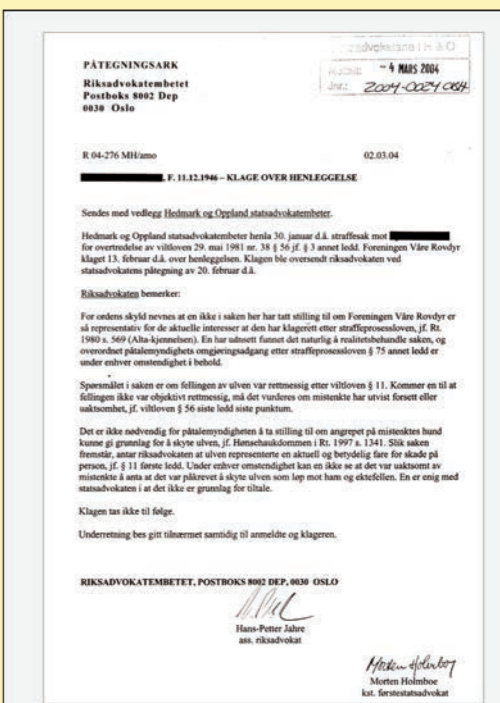 PÅTEGNINGSARK
Riksadvokatembetet
Postboks 8002 Dep
0030 Oslo
- 4 MARS 2004
Jnr.: 2004-0024
R 04-276 MH/amo 02.03.04
, F. 11.12.1946 – KLAGE OVER HENLEGGELSE
Sendes med vedlegg Hedmark og Oppland statsadvokatembeter.
Hedmark og Oppland statsadvokatembeter henla 30. januar d.å. straffesak mot
for overtredelse av viltloven 29. mai 1981 nr. 38 § 56 jf. § 3 annet ledd. Foreningen Våre Rovdyr
klaget 13. februar d.å. over henleggelsen. Klagen ble oversendt riksadvokaten ved
statsadvokatens påtegning av 20. februar d.å.
Riksadvokaten bemerker:
For ordens skyld nevnes at en ikke i saken her har tatt stilling til om Foreningen Våre Rovdyr er
så representativ for de aktuelle interesser at den har klagerett etter straffeprosessloven, jf. Rt.
1980 s. 569 (Alta-kjennelsen). En har uansett funnet det naturlig å realitetsbehandle saken, og
overordnet påtalemyndighets omgjøringsadgang etter straffeprosessloven § 75 annet ledd er
under enhver omstendighet i behold.
Spørsmålet i saken er om fellingen av ulven var rettmessig etter viltloven § 11. Kommer en til at
fellingen ikke var objektivt rettmessig, må det vurderes om mistenkte har utvist forsett eller
uaktsomhet, jf. viltloven § 56 siste ledd siste punktum.
Det er ikke nødvendig for påtalemyndigheten å ta stilling til om angrepet på mistenktes hund
kunne gi grunnlag for å skyte ulven, jf. Hønsehaukdommen i Rt. 1997 s. 1341. Slik saken
fremstår, antar riksadvokaten at ulven representerte en aktuell og betydelig fare for skade på
person, jf. § 11 første ledd. Under enhver omstendighet kan en ikke se at det var uaktsomt av
mistenkte å anta at det var påkrevet å skyte ulven som løp mot ham og ektefellen. En er enig med
statsadvokaten i at det ikke er grunnlag for tiltale.
Klagen tas ikke til følge.
Underretning bes gitt tilnærmet samtidig til anmeldte og klageren.
RIKSADVOKATEMBETET, POSTBOKS 8002 DEP, 0030 OSLO
Hans-Petter Jahre
ass. riksadvokat
Morten Holmboe
Morten Holmboe
kst. førstestatsadvokat